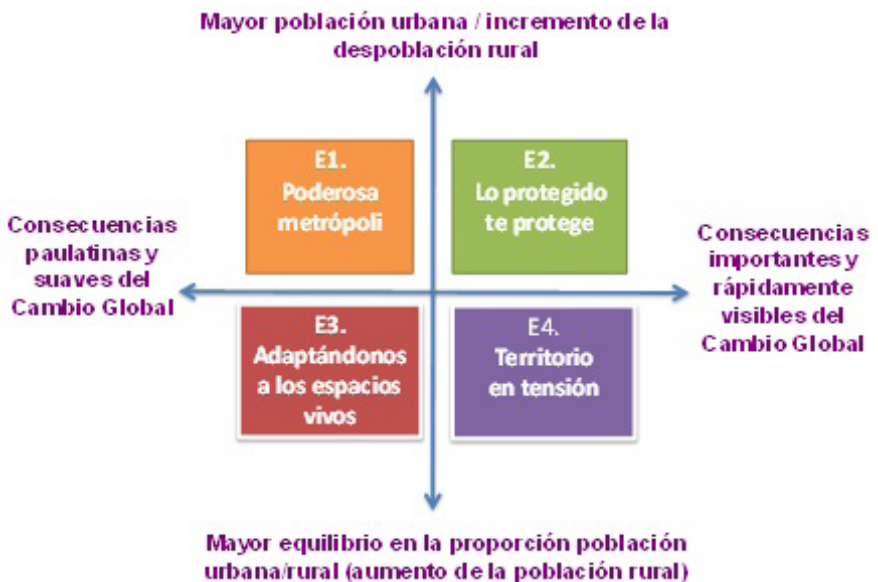 Mayor población urbana / incremento de la
despoblación rural
E1.
Poderosa
metrópoli
E2.
Lo protegido
te protege
Consecuencias
paulatinas y
suaves del
Cambio Global
Consecuencias
importantes y
rápidamente
visibles del
Cambio Global
E3.
Adaptándonos
a los espacios
vivos
E4.
Territorio
en tensión
Mayor equilibrio en la proporción población
urbana/rural (aumento de la población rural)